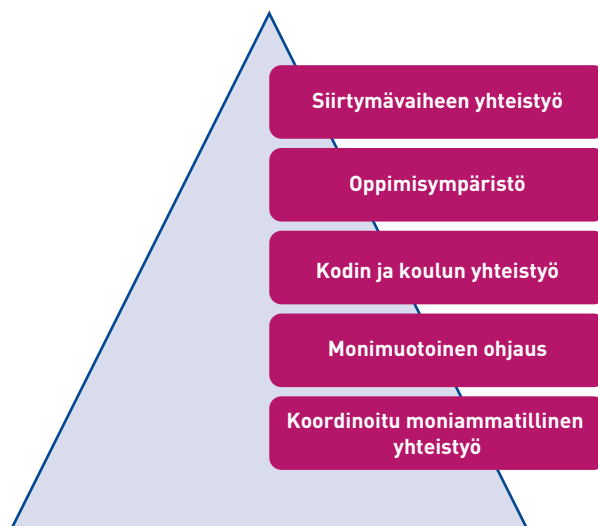 Siirtymävaiheen yhteistyö
Oppimisympäristö
Kodin ja koulun yhteistyö
Monimuotoinen ohjaus
Koordinoitu moniammatillinen
yhteistyö